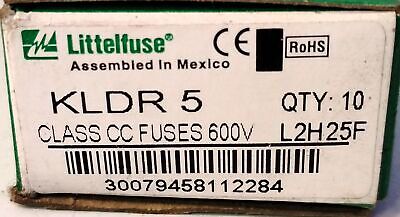 Littelfuse® CE RoHS
Assembled in Mexico
KLDR 5 QTY: 10
CLASS CC FUSES 600V L2H25F
30079458112284